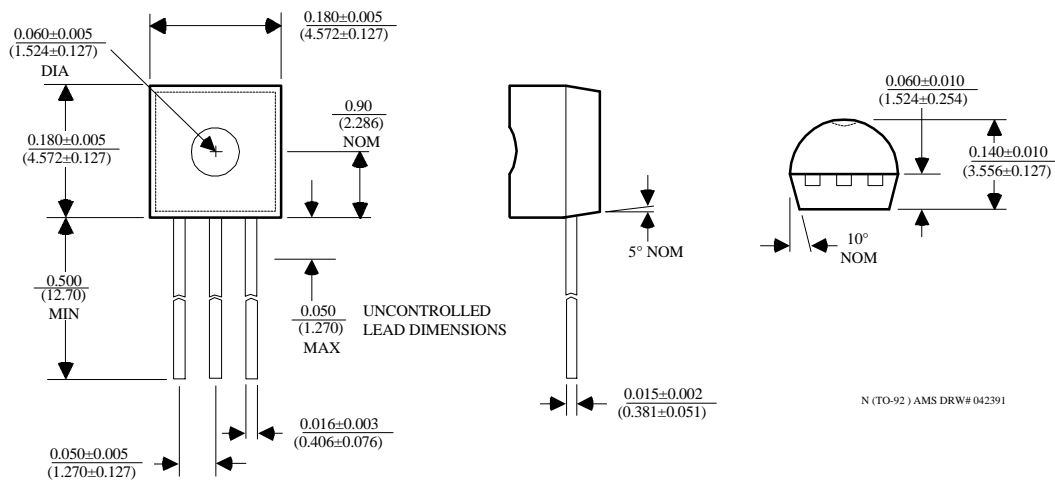 0.060±0.005
(1.524±0.127)
DIA
0.180±0.005
(4.572±0.127)
0.180±0.005
(4.572±0.127)
0.90
(2.286)
NOM
0.500
(12.70)
MIN
0.050
(1.270)
MAX
UNCONTROLLED
LEAD DIMENSIONS
0.016±0.003
(0.406±0.076)
0.050±0.005
(1.270±0.127)
5° NOM
0.015±0.002
(0.381±0.051)
0.060±0.010
(1.524±0.254)
0.140±0.010
(3.556±0.127)
10°
NOM
N (TO-92 ) AMS DRW# 042391